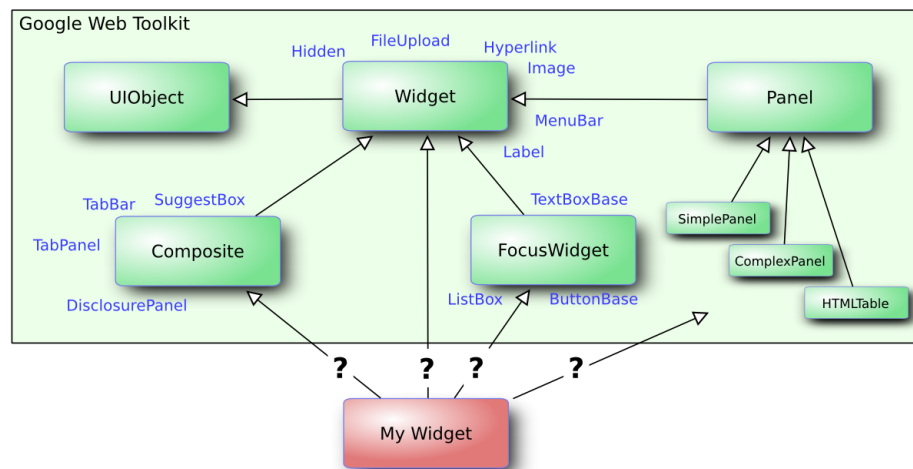 Google Web Toolkit
Hidden
FileUpload
Hyperlink
Image
UIObject
Widget
Panel
MenuBar
Label
TabBar
SuggestBox
TextBoxBase
SimplePanel
TabPanel
Composite
FocusWidget
ComplexPanel
DisclosurePanel
ListBox
ButtonBase
HTMLTable
?
?
?
?
My Widget